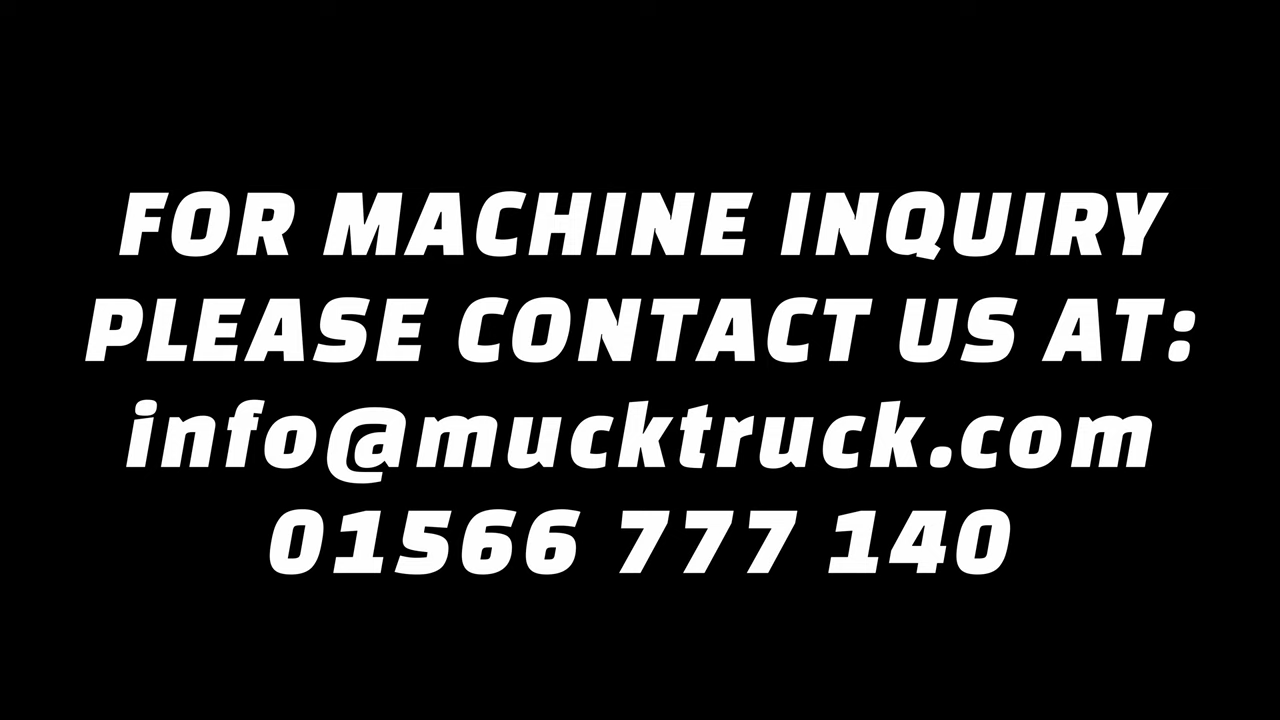 FOR MACHINE INQUIRY
PLEASE CONTACT US AT:
info@mucktruck.com
01566 777 140